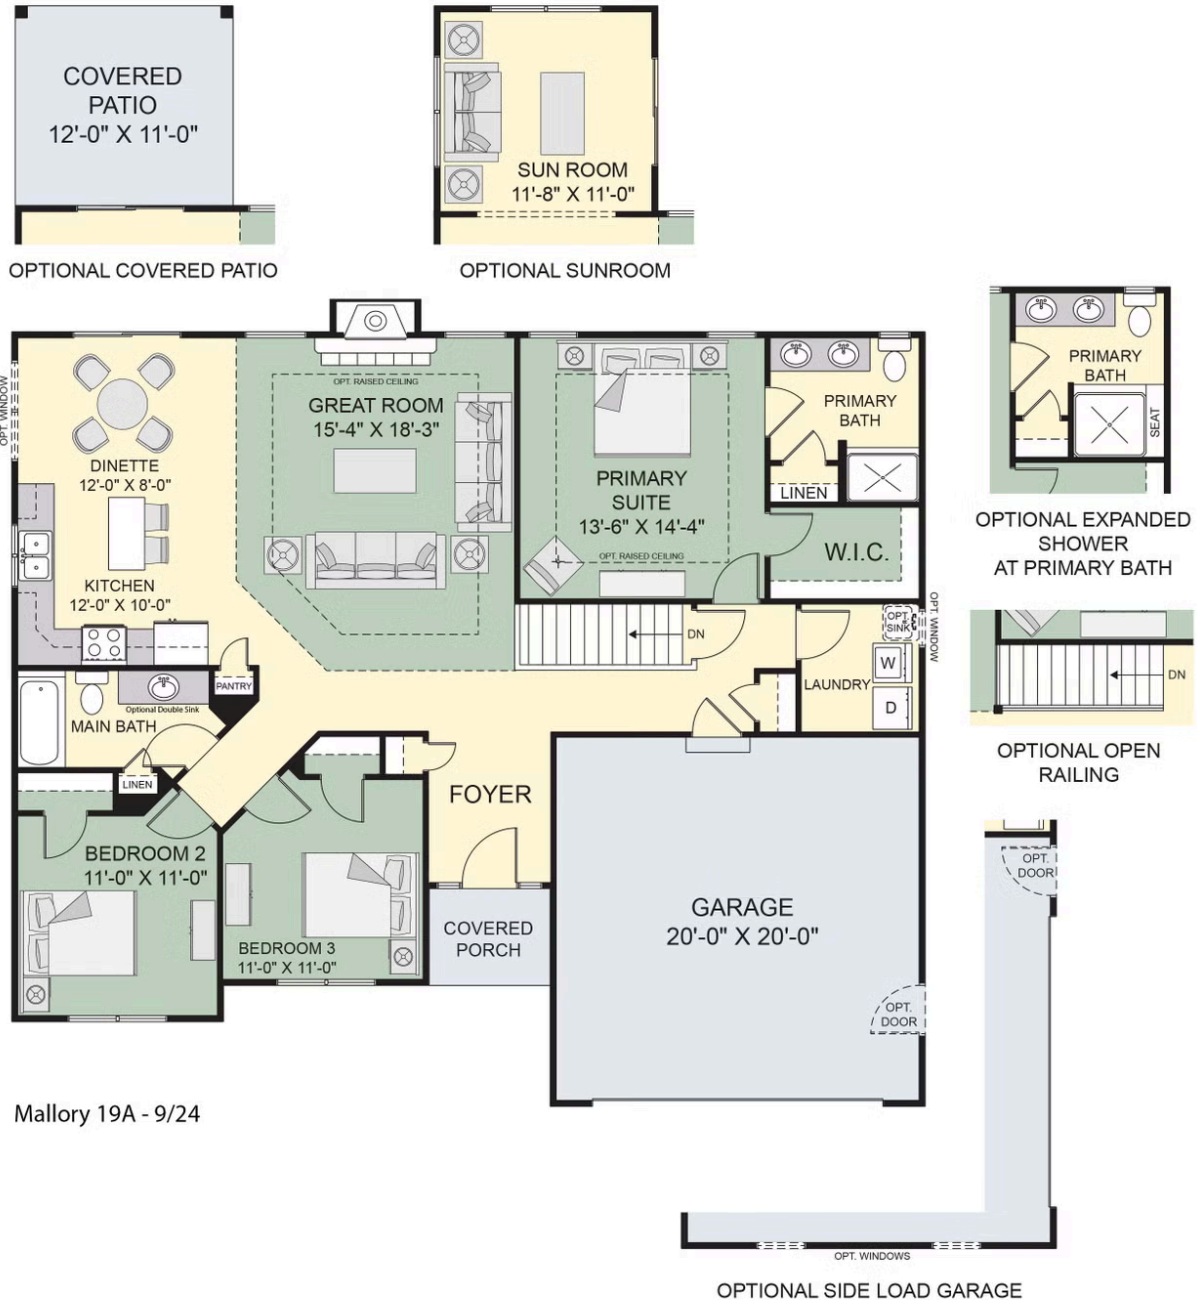 COVERED
PATIO
12'-0" X 11'-0"
OPTIONAL COVERED PATIO
SUN ROOM
11'-8" X 11'-0"
OPTIONAL SUNROOM
PRIMARY
BATH
SEAT
OPTIONAL EXPANDED
SHOWER
AT PRIMARY BATH
OPT. WINDOW
DINETTE
12'-0" X 8'-0"
KITCHEN
12'-0" X 10'-0"
OPT. RAISED CEILING
GREAT ROOM
15'-4" X 18'-3"
PRIMARY
SUITE
13'-6" X 14'-4"
OPT. RAISED CEILING
PRIMARY
BATH
LINEN
W.I.C.
DN
OPT.
SINK
OPT. WINDOW
W
LAUNDRY
D
DN
OPTIONAL OPEN
RAILING
PANTRY
Optional Double Sink
MAIN BATH
LINEN
FOYER
BEDROOM 2
11'-0" X 11'-0"
BEDROOM 3
11'-0" X 11'-0"
COVERED
PORCH
GARAGE
20'-0" X 20'-0"
OPT.
DOOR
OPT.
DOOR
Mallory 19A - 9/24
OPT. WINDOWS
OPTIONAL SIDE LOAD GARAGE